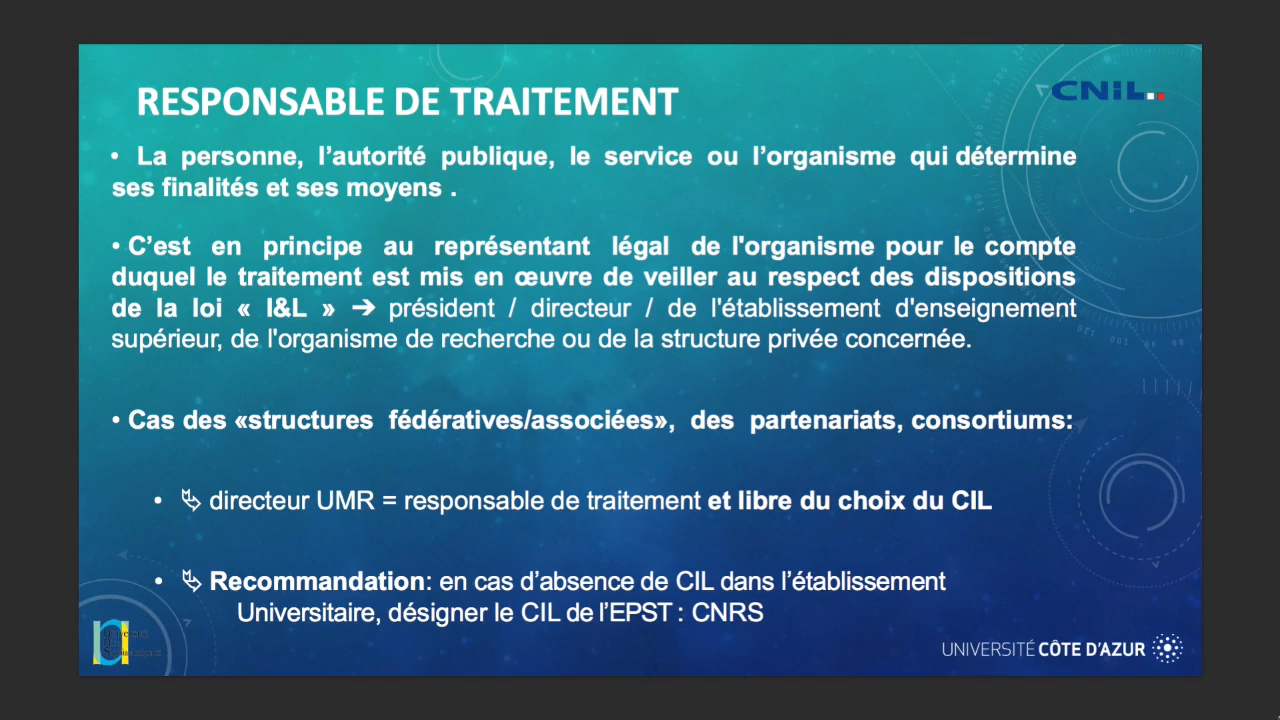 RESPONSABLE DE TRAITEMENT
CNIL
• La personne, l’autorité publique, le service ou l’organisme qui détermine
ses finalités et ses moyens .
• C’est en principe au représentant légal de l'organisme pour le compte
duquel le traitement est mis en œuvre de veiller au respect des dispositions
de la loi « I&L » ➔ président / directeur / de l'établissement d'enseignement
supérieur, de l'organisme de recherche ou de la structure privée concernée.
• Cas des «structures fédératives/associées», des partenariats, consortiums:
• directeur UMR = responsable de traitement et libre du choix du CIL
• Recommandation: en cas d’absence de CIL dans l’établissement
Universitaire, désigner le CIL de l’EPST : CNRS
UNIVERSITÉ CÔTE D'AZUR